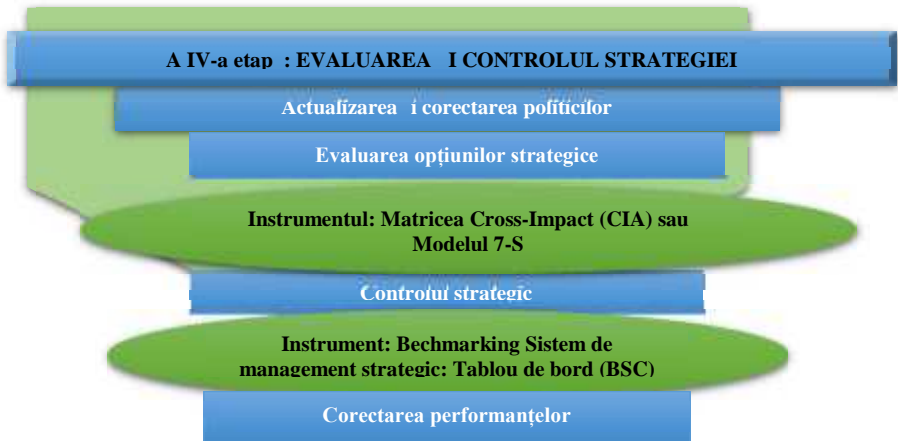 A IV-a etap : EVALUAREA I CONTROLUL STRATEGIEI
Actualizarea i corectarea politicilor
Evaluarea opțiunilor strategice
Instrumentul: Matricea Cross-Impact (CIA) sau
Modelul 7-S
Controlul strategic
Instrument: Bechmarking Sistem de
management strategic: Tablou de bord (BSC)
Corectarea performanțelor